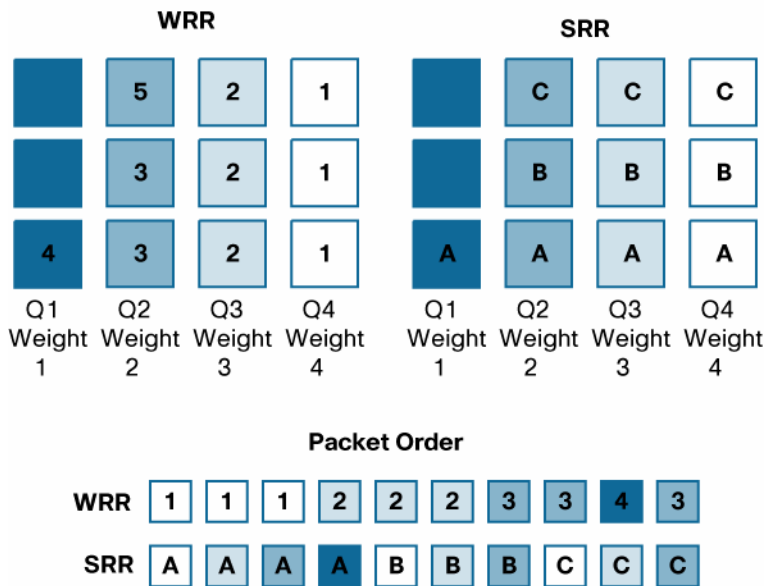 WRR SRR
5 2 1 C C C
3 2 1 B B B
4 3 2 1 A A A A
Q1 Q2 Q3 Q4 Q1 Q2 Q3 Q4
Weight Weight Weight Weight Weight Weight Weight Weight
1 2 3 4 1 2 3 4
Packet Order
WRR 1 1 1 2 2 2 3 3 4 3
SRR A A A A B B B C C C